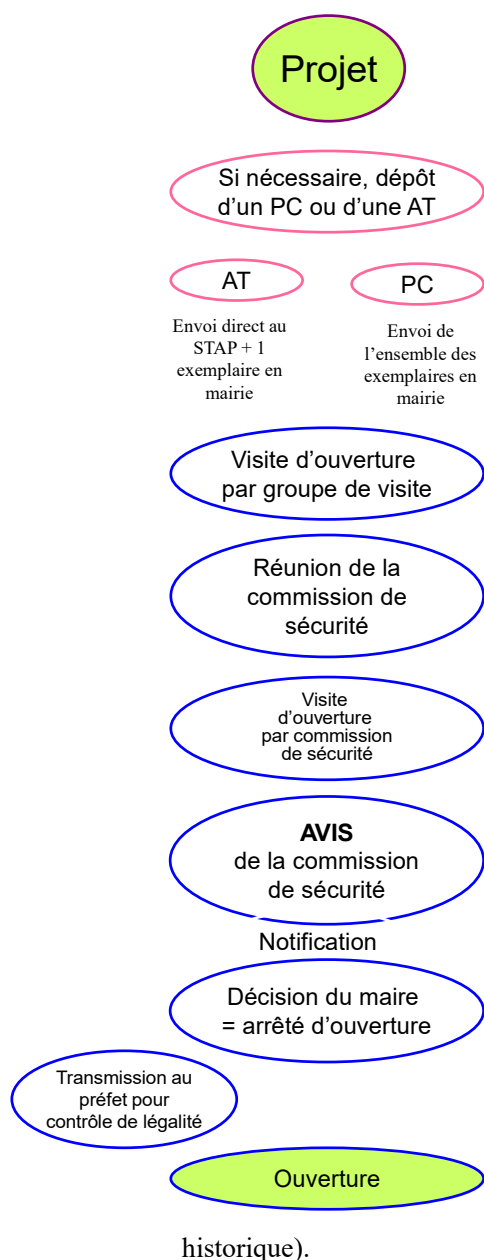 Projet
Si nécessaire, dépôt
d'un PC ou d'une AT
AT
Envoi direct au
STAP + 1
exemplaire en
mairie
PC
Envoi de
l'ensemble des
exemplaires en
mairie
Visite d'ouverture
par groupe de visite
Réunion de la
commission de
sécurité
Visite
d'ouverture
par commission
de sécurité
AVIS
de la commission
de sécurité
Notification
Décision du maire
= arrêté d'ouverture
Transmission au
préfet pour
contrôle de légalité
Ouverture
historique).